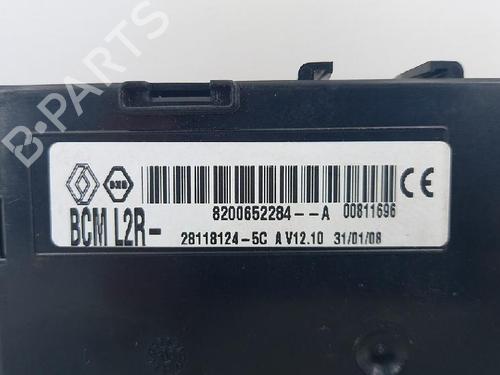 B-PARTS
8200652284--A 00811696
BCM L2R-
28118124-5C A V12.10 31/01/08
CE